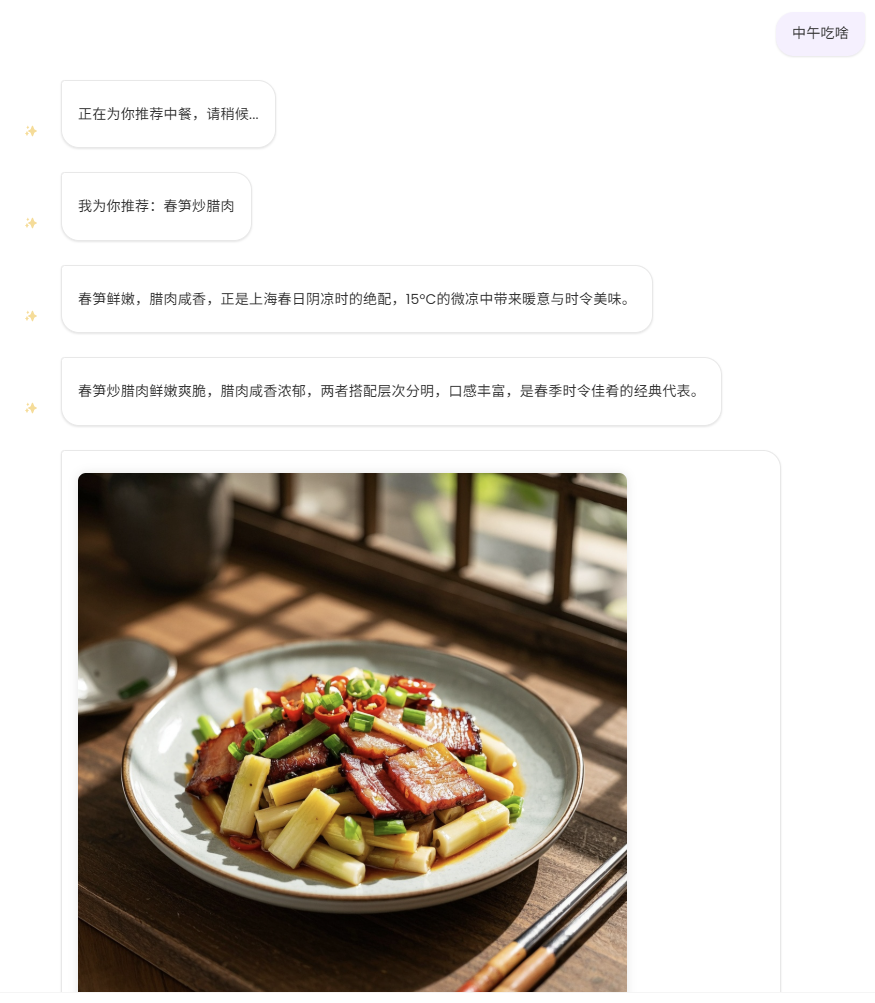 中午吃啥
正在为你推荐中餐，请稍候...
我为你推荐：春笋炒腊肉
春笋鲜嫩，腊肉咸香，正是上海春日阴凉时的绝配，15°C的微凉中带来暖意与时令美味。
春笋炒腊肉鲜嫩爽脆，腊肉咸香浓郁，两者搭配层次分明，口感丰富，是春季时令佳肴的经典代表。